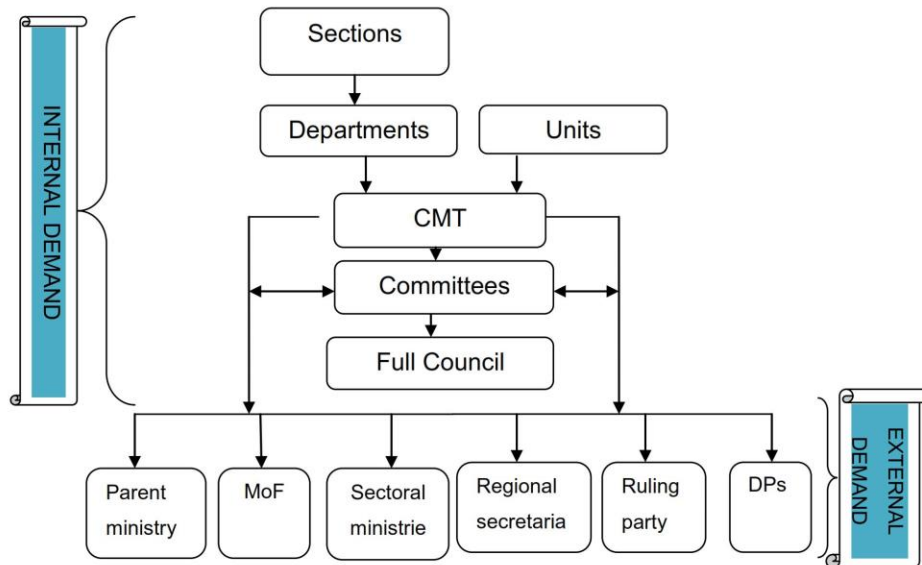 INTERNAL DEMAND
Sections
Departments
Units
CMT
Committees
Full Council
Parent
ministry
MoF
Sectoral
ministrie
Regional
secretaria
Ruling
party
DPs
EXTERNAL
DEMAND